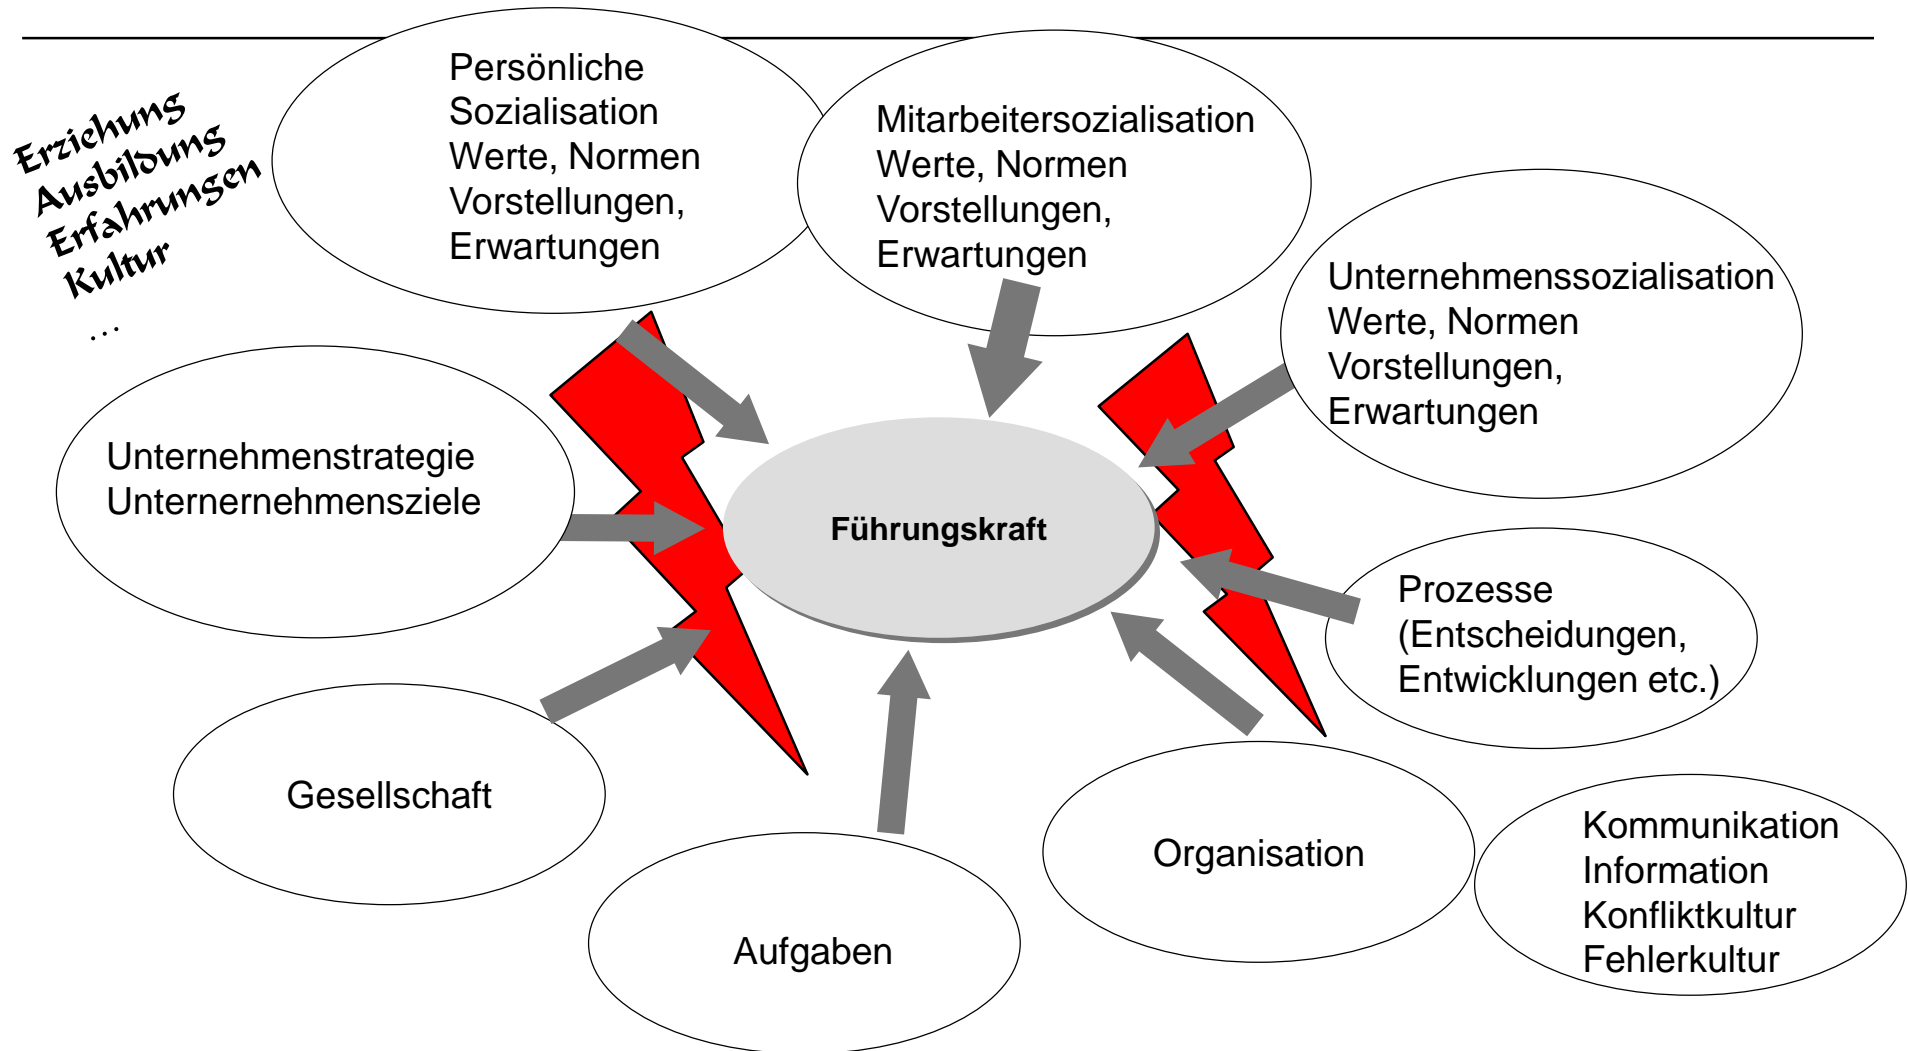 Erziehung
Ausbildung
Erfahrungen
Kultur
...
Persönliche
Sozialisation
Werte, Normen
Vorstellungen,
Erwartungen
Mitarbeitersozialisation
Werte, Normen
Vorstellungen,
Erwartungen
Unternehmenssozialisation
Werte, Normen
Vorstellungen,
Erwartungen
Unternehmenstrategie
Unternernehmensziele
Führungskraft
Prozesse
(Entscheidungen,
Entwicklungen etc.)
Gesellschaft
Aufgaben
Organisation
Kommunikation
Information
Konfliktkultur
Fehlerkultur